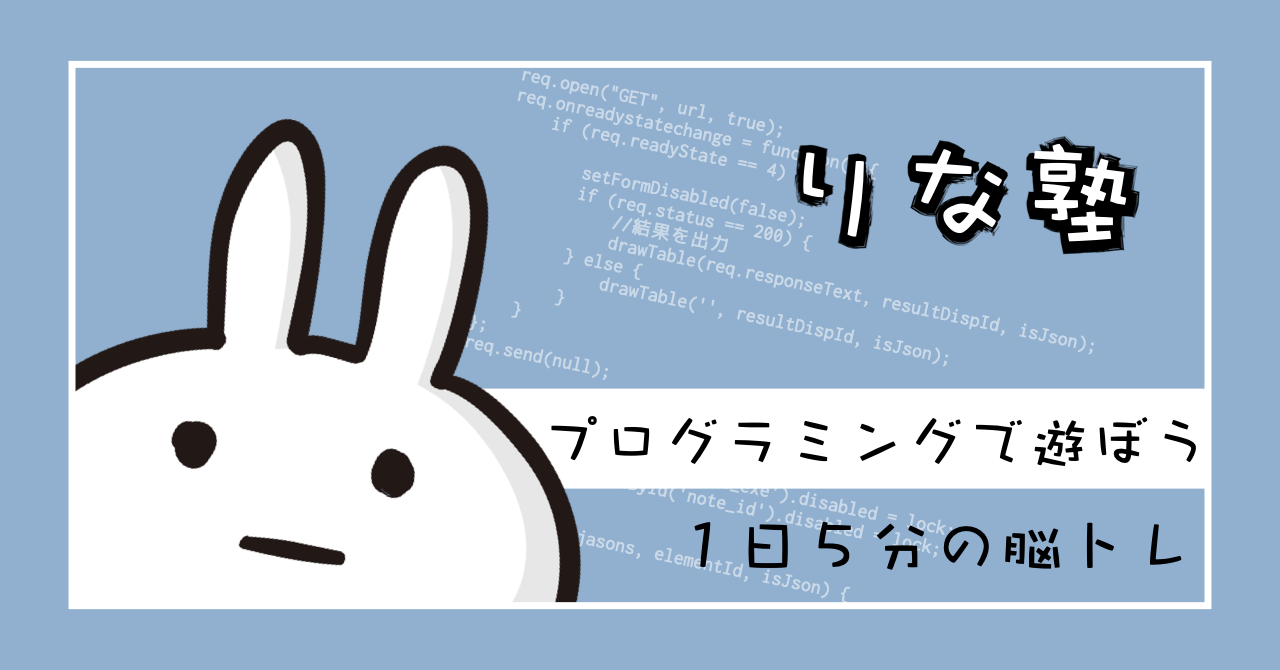 req.open("GET", url, true);
req.onreadystatechange = function() {
if (req.readyState == 4)
setFormDisabled(false);
if (req.status == 200) {
//結果を出力
drawTable(req.responseText, resultDispId, isJson);
} else {
drawTable('', resultDispId, isJson);
}
}
};
req.send(null);
りな塾
プログラミングで遊ぼう
').disabled = lock;
('note_id').disabled = lock;
jasons, elementId, isJson) {
1日5分の脳トレ